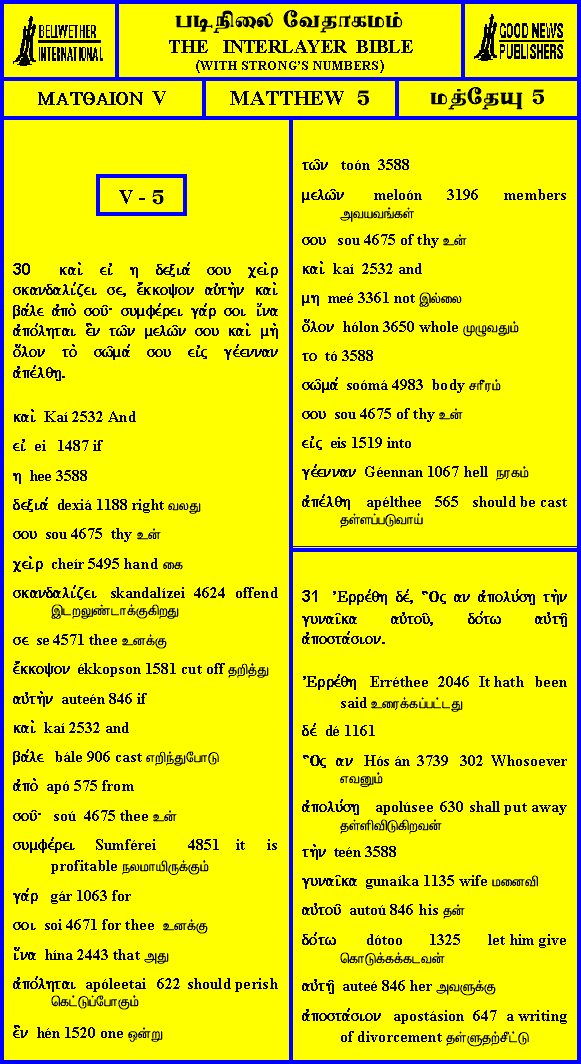 BELLWETHER
INTERNATIONAL
படிநிலை வேதாகமம்
THE INTERLAYER BIBLE
(WITH STRONG'S NUMBERS)
GOOD NEWS
PUBLISHERS
ΜΑΤΘΑΙΟΝ V
MATTHEW 5
மத்தேயு 5
V - 5
30 καὶ εἰ η δεξιά σου χεὶρ
σκανδαλίζει σε, ἔκκοψον αὐτὴν καὶ
βάλε ἀπὸ σοῦ· συμφέρει γάρ σοι ἵνα
ἀπόληται ἓν τῶν μελῶν σου καὶ μὴ
ὅλον τὸ σῶμά σου εἰς γέενναν
ἀπέλθῃ.
καὶ Kaí 2532 And
εἰ ei 1487 if
η hee 3588
δεξιά dexiá 1188 right வலது
σου sou 4675 thy உன்
χεὶρ cheír 5495 hand கை
σκανδαλίζει skandalízei 4624 offend
இடறலுண்டாக்குகிறது
σε se 4571 thee உனக்கு
ἔκκοψον ékkopson 1581 cut off தறித்து
αὐτὴν auteén 846 if
καὶ kaí 2532 and
βάλε bále 906 cast எறிந்துபோடு
ἀπὸ apó 575 from
σοῦ· soú 4675 thee உன்
συμφέρει Sumférei 4851 it is
profitable நலமாயிருக்கும்
γάρ gár 1063 for
σοι soi 4671 for thee உனக்கு
ἵνα hína 2443 that அது
ἀπόληται apóleetai 622 should perish
கெட்டுப்போகும்
ἓν hén 1520 one ஒன்று
τῶν toón 3588
μελῶν meloón 3196 members
அவயவங்கள்
σου sou 4675 of thy உன்
καὶ kaí 2532 and
μη meé 3361 not இல்லை
ὅλον hólon 3650 whole முழுவதும்
το tó 3588
σῶμά soómá 4983 body சரீரம்
σου sou 4675 of thy உன்
εἰς eis 1519 into
γέενναν Géennan 1067 hell நரகம்
ἀπέλθη apélthee 565 should be cast
தள்ளப்படுவாய்
31 Ἐρρέθη δέ, Ὃς αν ἀπολύσῃ τὴν
γυναῖκα αὐτοῦ, δότω αὐτῇ
ἀποστάσιον.
Ἐρρέθη Erréthee 2046 It hath been
said உரைக்கப்பட்டது
δέ dé 1161
Ὃς αν Hós án 3739 302 Whosoever
எவனும்
ἀπολύσῃ apolúsee 630 shall put away
தள்ளிவிடுகிறவன்
τὴν teén 3588
γυναῖκα gunaíka 1135 wife மனைவி
αὐτοῦ autoú 846 his தன்
δότω dótoo 1325 let him give
கொடுக்கக்கடவன்
αὐτῇ auteé 846 her அவளுக்கு
ἀποστάσιον apostásion 647 a writing
of divorcement தள்ளுதற்சீட்டு